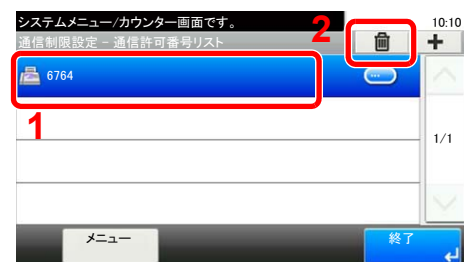 システムメニュー/カウンター画面です。
10:10
通信制限設定 - 通信許可番号リスト
2
6764
1
1/1
メニュー
終了